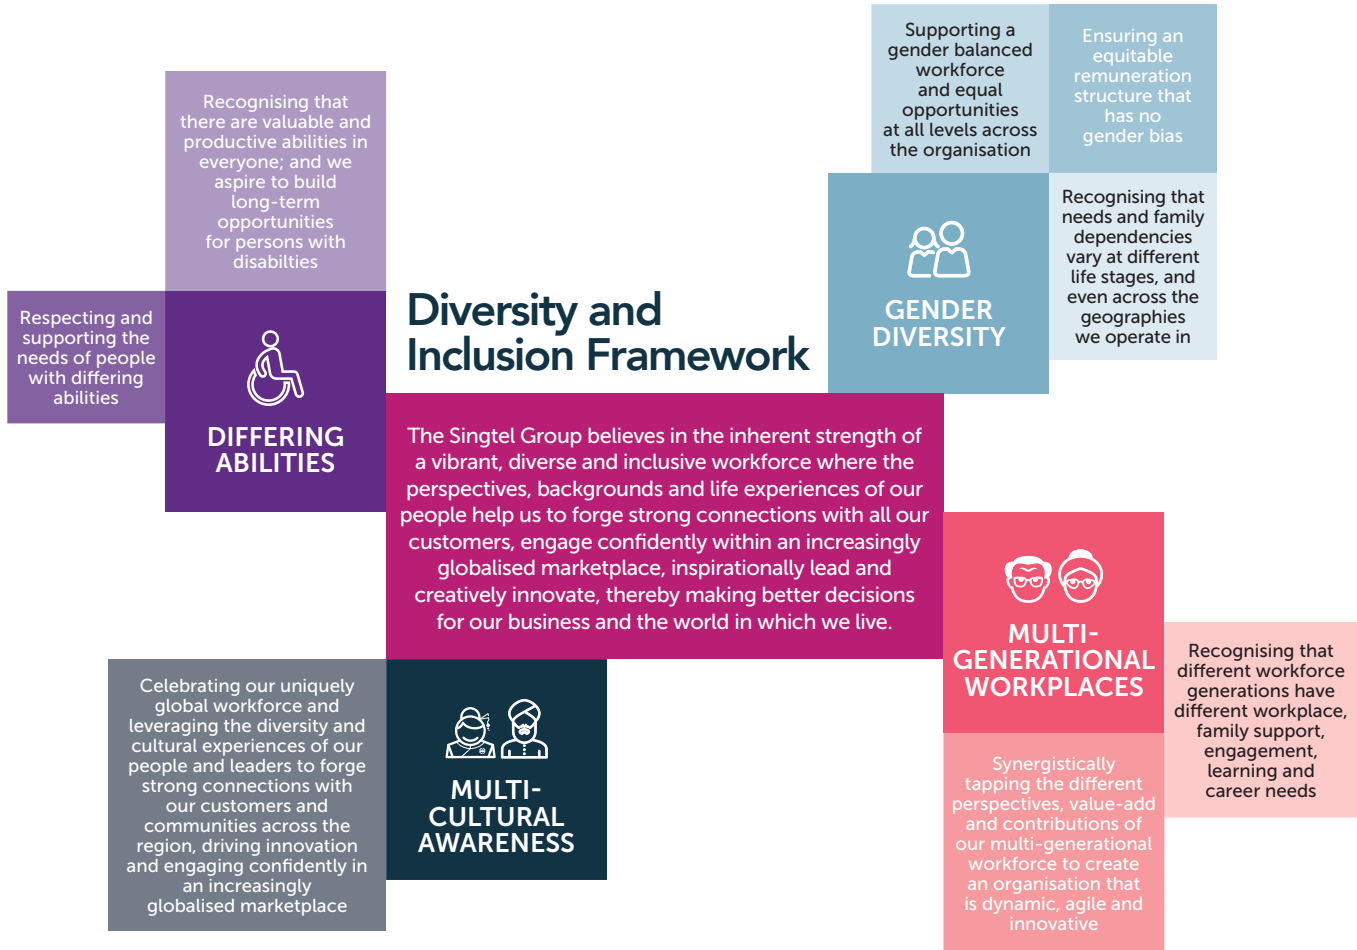 Supporting a
gender balanced
workforce
and equal
opportunities
at all levels across
the organisation
Ensuring an
equitable
remuneration
structure that
has no
gender bias
Recognising that
there are valuable and
productive abilities in
everyone; and we
aspire to build
long-term
opportunities
for persons with
disabilties
Recognising that
needs and family
dependencies
vary at different
life stages, and
even across the
geographies
we operate in
GENDER
DIVERSITY
Respecting and
supporting the
needs of people
with differing
abilities
DIFFERING
ABILITIES
Diversity and
Inclusion Framework
The Singtel Group believes in the inherent strength of
a vibrant, diverse and inclusive workforce where the
perspectives, backgrounds and life experiences of our
people help us to forge strong connections with all our
customers, engage confidently within an increasingly
globalised marketplace, inspirationally lead and
creatively innovate, thereby making better decisions
for our business and the world in which we live.
MULTI-
GENERATIONAL
WORKPLACES
Recognising that
different workforce
generations have
different workplace,
family support,
engagement,
learning and
career needs
Celebrating our uniquely
global workforce and
leveraging the diversity and
cultural experiences of our
people and leaders to forge
strong connections with
our customers and
communities across the
region, driving innovation
and engaging confidently in
an increasingly
globalised marketplace
MULTI-
CULTURAL
AWARENESS
Synergistically
tapping the different
perspectives, value-add
and contributions of
our multi-generational
workforce to create
an organisation that
is dynamic, agile and
innovative